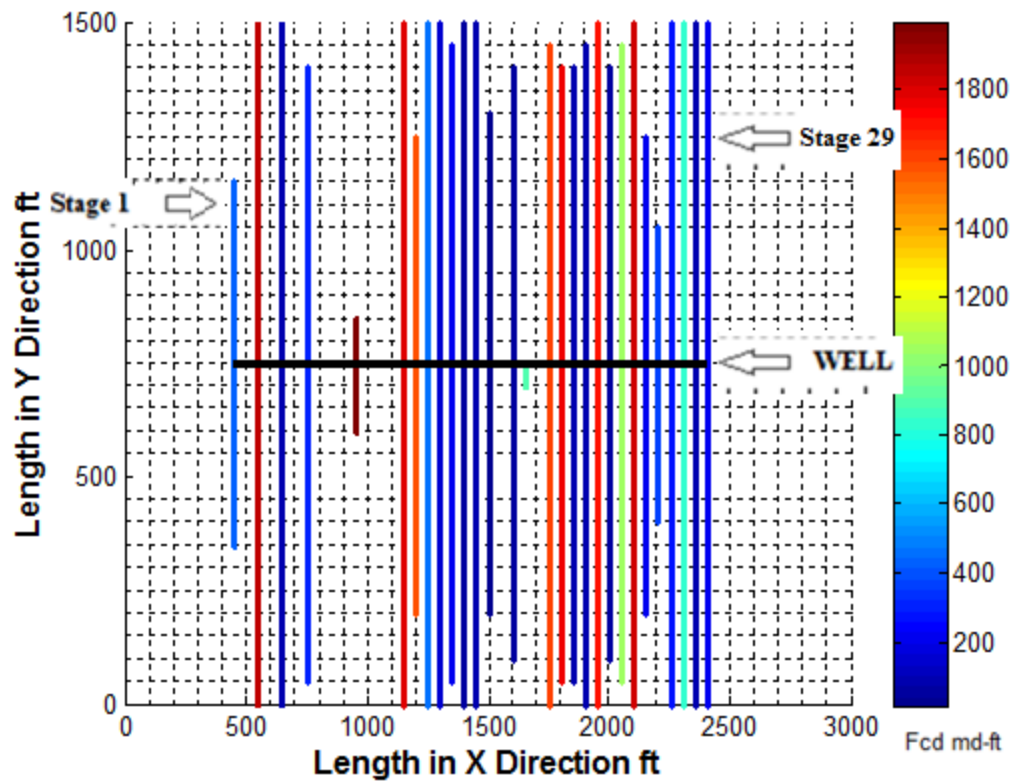 1500
1800
Stage 29
1600
Stage 1
1400
1000
1200
WELL
1000
Length in Y Direction ft
800
500
600
400
200
0
0 500 1000 1500 2000 2500 3000
Fcd md-ft
Length in X Direction ft